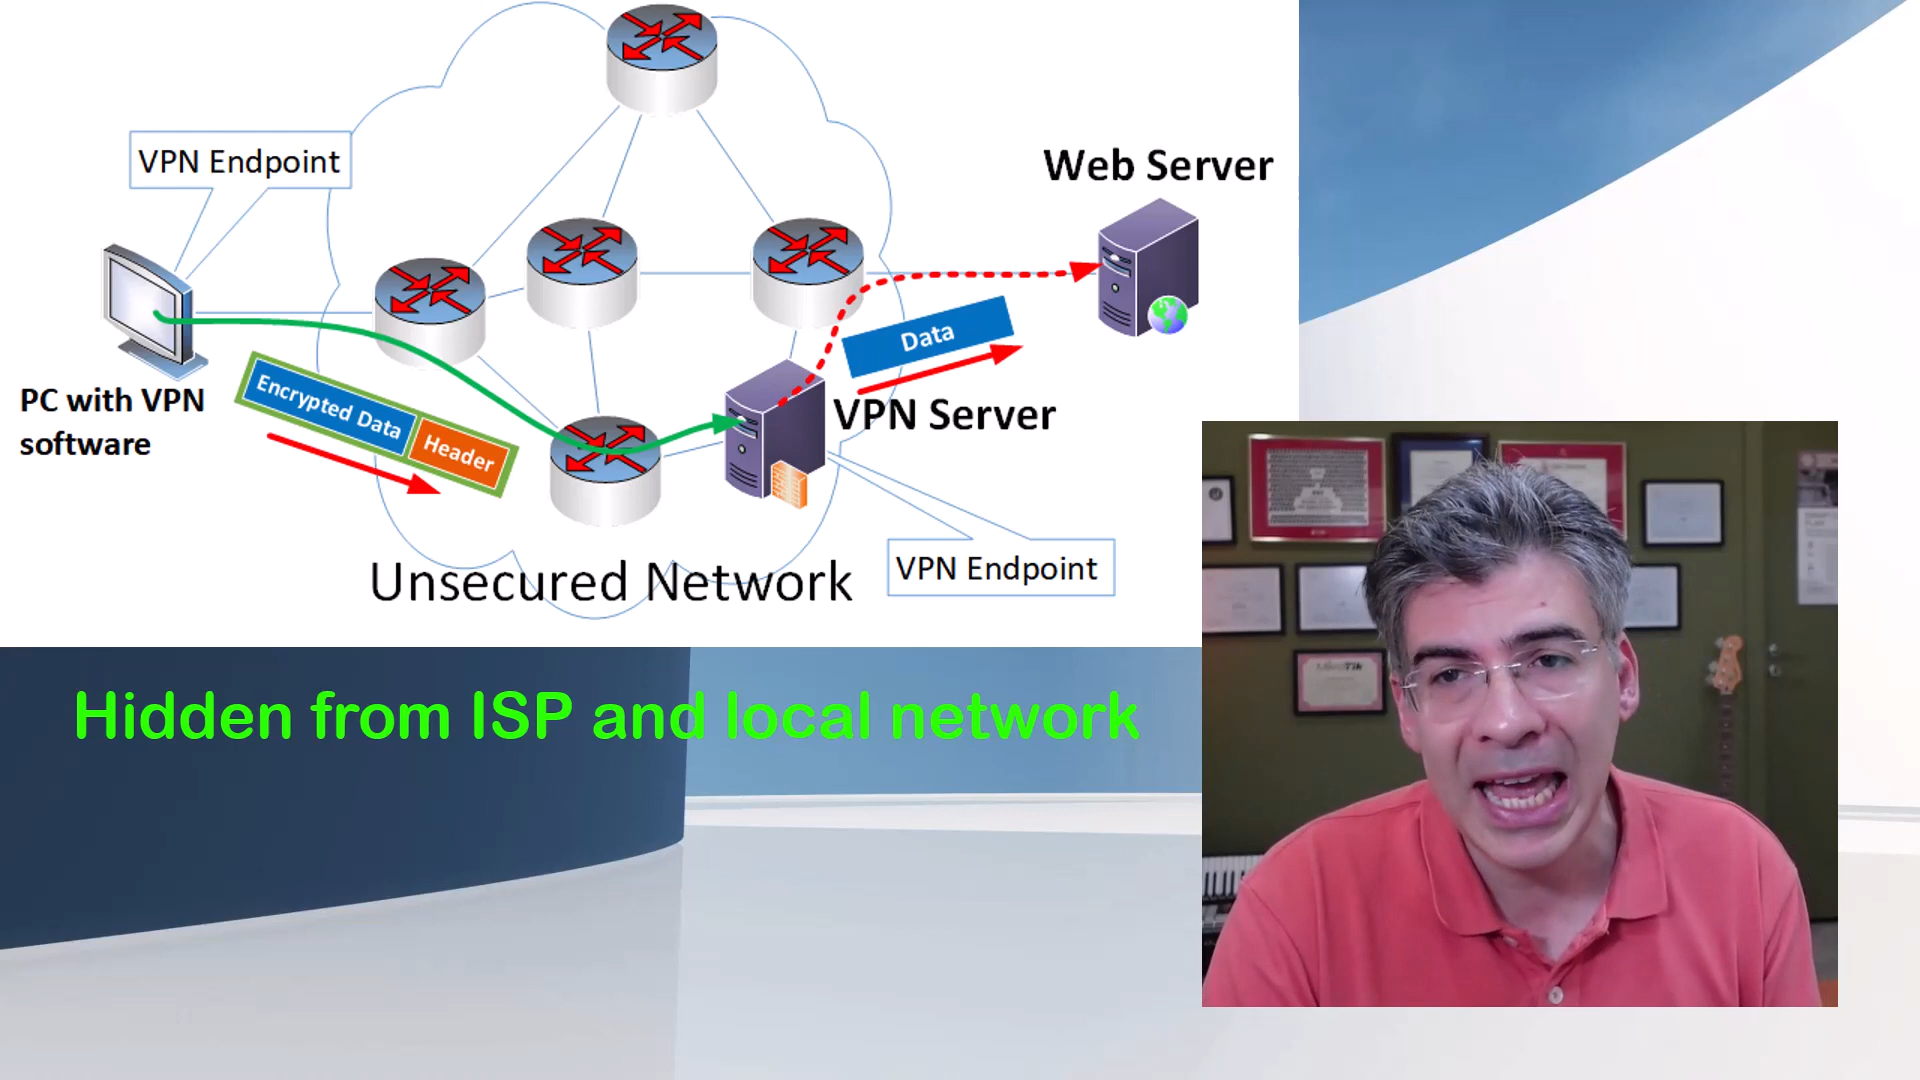 VPN Endpoint
Web Server
PC with VPN
software
Encrypted Data
Header
Data
VPN Server
VPN Endpoint
Unsecured Network
Hidden from ISP and local network
MikroTik